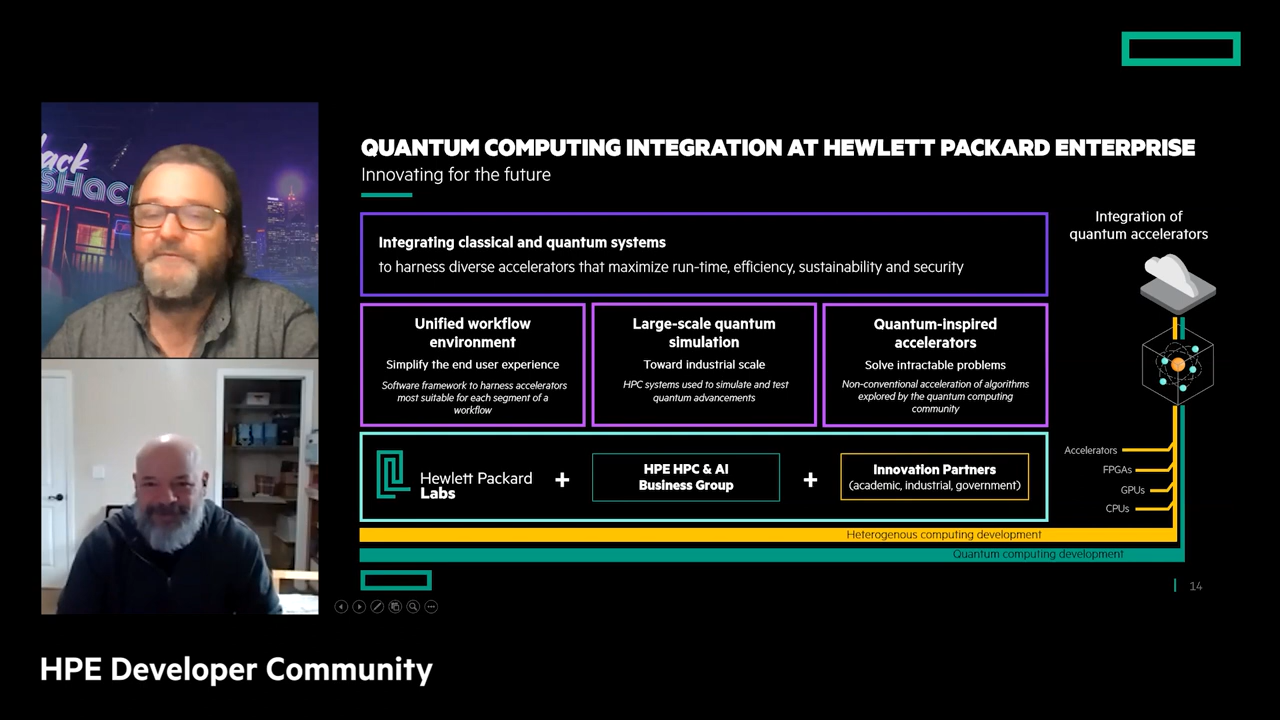 ack
SHack
QUANTUM COMPUTING INTEGRATION AT HEWLETT PACKARD ENTERPRISE
Innovating for the future
Integrating classical and quantum systems
to harness diverse accelerators that maximize run-time, efficiency, sustainability and security
Unified workflow
environment
Simplify the end user experience
Software framework to harness accelerators
most suitable for each segment of a
workflow
Large-scale quantum
simulation
Toward industrial scale
HPC systems used to simulate and test
quantum advancements
Quantum-inspired
accelerators
Solve intractable problems
Non-conventional acceleration of algorithms
explored by the quantum computing
community
Hewlett Packard
Labs
+
HPE HPC & AI
Business Group
+
Innovation Partners
(academic, industrial, government)
Integration of
quantum accelerators
Accelerators
FPGAs
GPUs
CPUs
Heterogenous computing development
Quantum computing development
14
HPE Developer Community